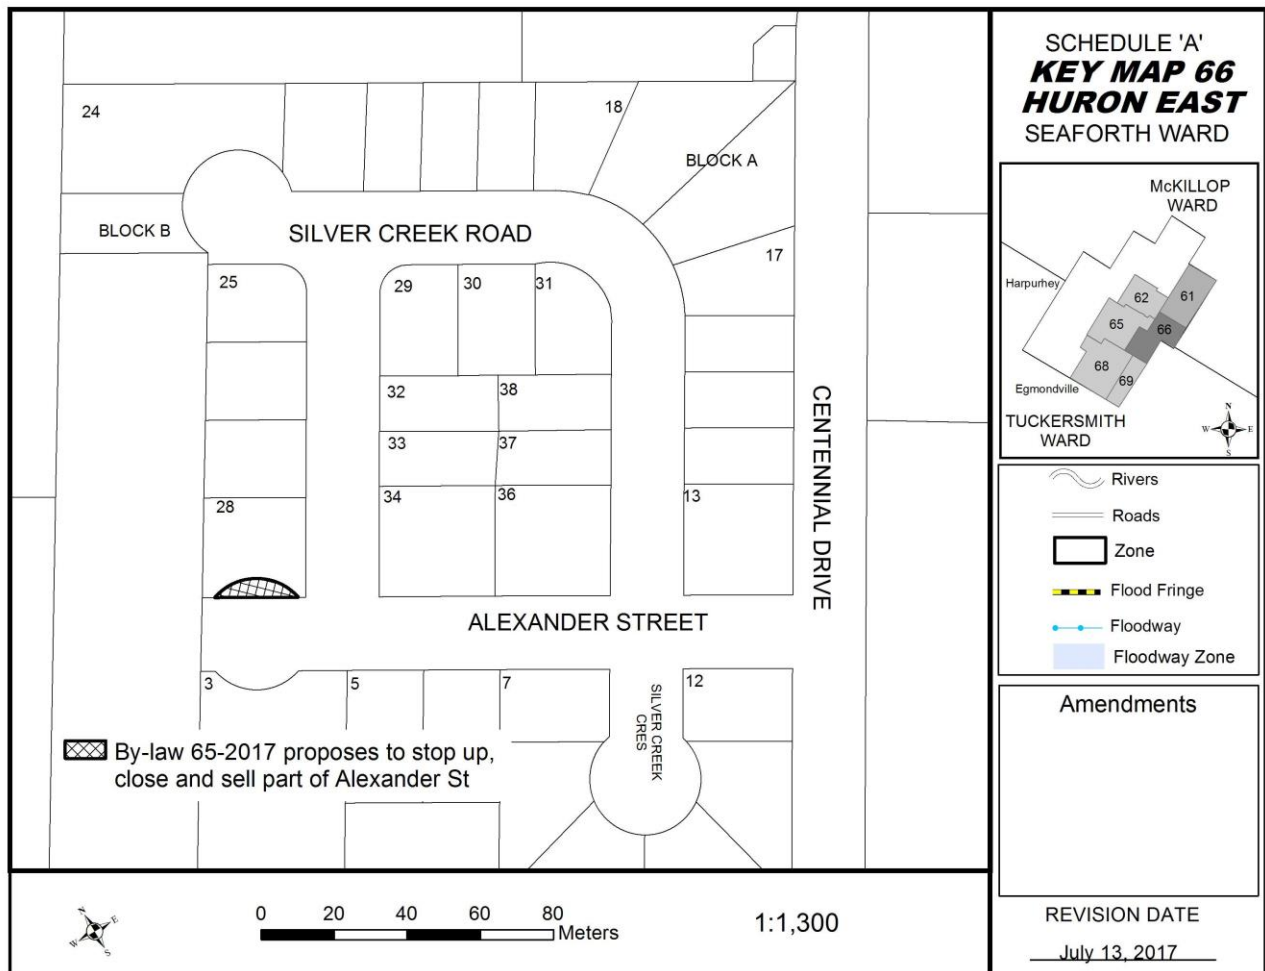 SCHEDULE 'A'
KEY MAP 66
HURON EAST
SEAFORTH WARD
24
18
BLOCK A
BLOCK B
SILVER CREEK ROAD
17
25
29
30
31
32
38
33
37
34
36
28
13
CENTENNIAL DRIVE
ALEXANDER STREET
3
5
7
12
SILVER CREEK
CRES
By-law 65-2017 proposes to stop up,
close and sell part of Alexander St
McKILLOP
WARD
Harpurhey
62
61
65
66
68
69
Egmondville
TUCKERSMITH
WARD
N
W
E
S
Rivers
Roads
Zone
Flood Fringe
Floodway
Floodway Zone
Amendments
REVISION DATE
July 13, 2017
N
E
W
S
0 20 40 60 80
Meters
1:1,300